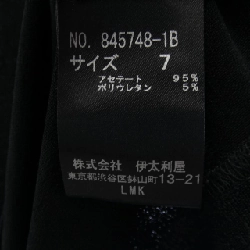 NO. 845748-1B
サイズ 7
アセテート 95%
ポリウレタン 5%
株式会社 伊太利屋
東京都渋谷区鉢山町13-21
LMK